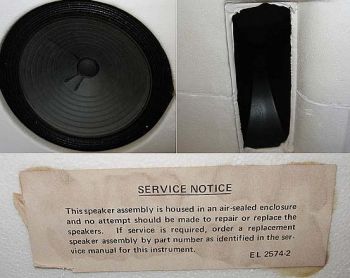 SERVICE NOTICE
This speaker assembly is housed in an air-sealed enclosure
and no attempt should be made to repair or replace the
speakers. If service is required, order a replacement
speaker assembly by part number as identified in the ser-
vice manual for this instrument.
EL 2574-2